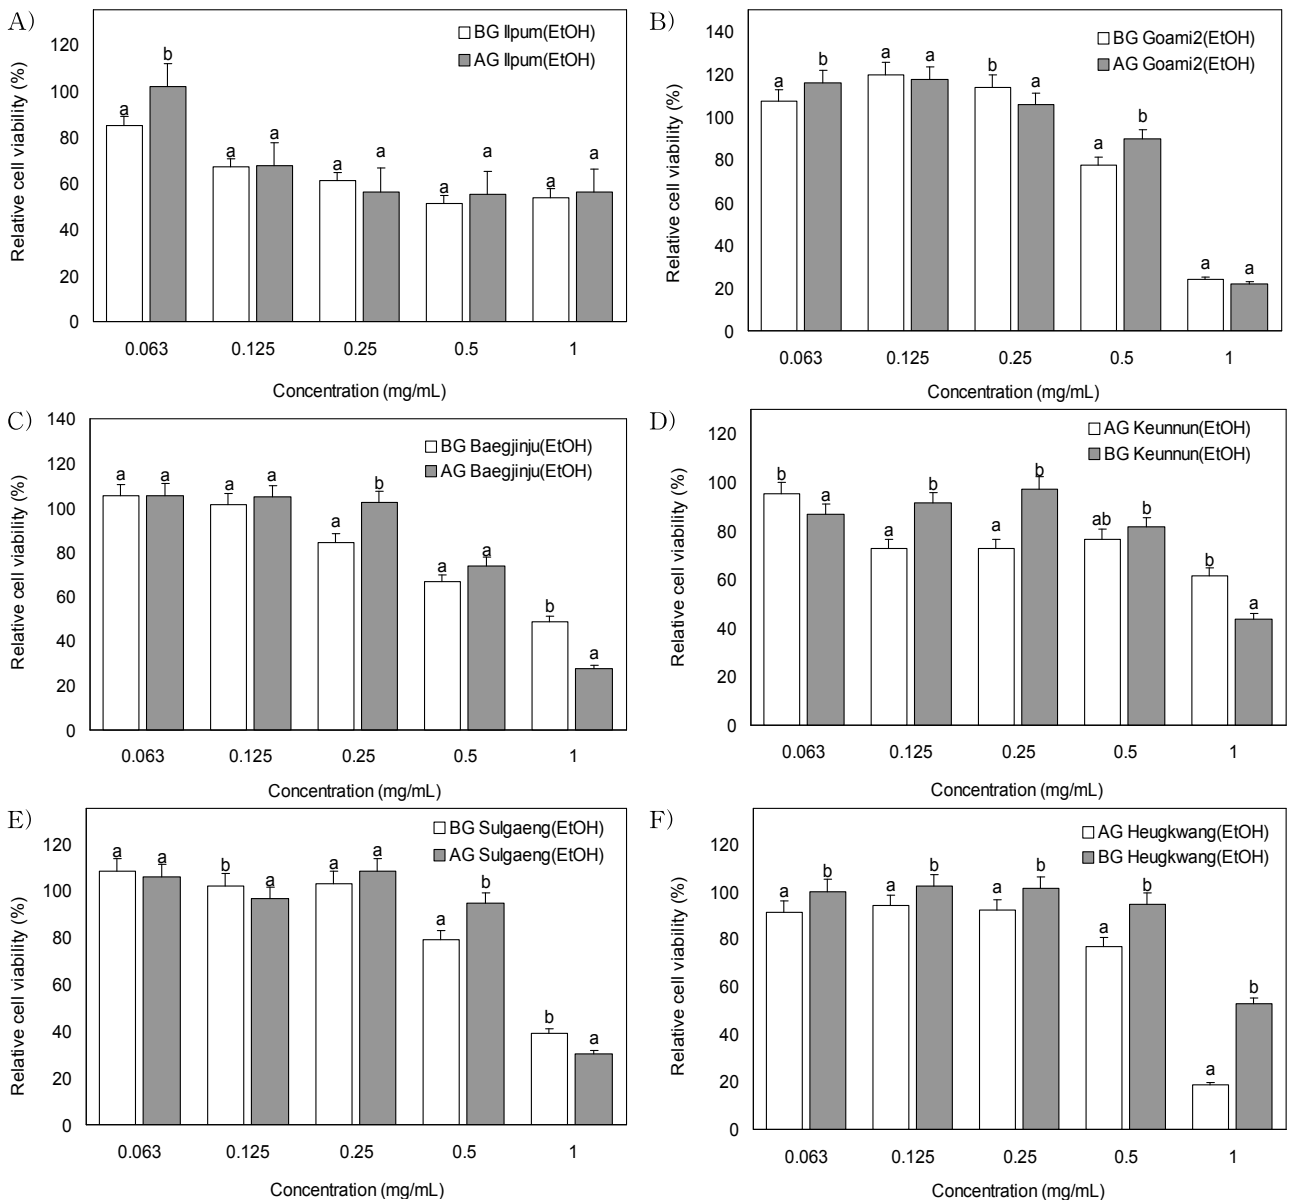 A)
Relative cell viability (%)
120
100
80
60
40
20
0
BG Ilpum(EtOH)
AG Ilpum(EtOH)
a b a a a a a a a a
0.063 0.125 0.25 0.5 1
Concentration (mg/mL)
B)
Relative cell viability (%)
140
120
100
80
60
40
20
0
BG Goami2(EtOH)
AG Goami2(EtOH)
a b a a b a a b a a
0.063 0.125 0.25 0.5 1
Concentration (mg/mL)
C)
Relative cell viability (%)
140
120
100
80
60
40
20
0
BG Baegjinju(EtOH)
AG Baegjinju(EtOH)
a a a a a b a a b a
0.063 0.125 0.25 0.5 1
Concentration (mg/mL)
D)
Relative cell viability (%)
120
100
80
60
40
20
0
AG Keunnun(EtOH)
BG Keunnun(EtOH)
b a a b a b ab b b a
0.063 0.125 0.25 0.5 1
Concentration (mg/mL)
E)
Relative cell viability (%)
120
100
80
60
40
20
0
BG Sulgaeng(EtOH)
AG Sulgaeng(EtOH)
a a b a a a a b b a
0.063 0.125 0.25 0.5 1
Concentration (mg/mL)
F)
Relative cell viability (%)
120
100
80
60
40
20
0
AG Heugkwang(EtOH)
BG Heugkwang(EtOH)
a b a b a b a b a b
0.063 0.125 0.25 0.5 1
Concentration (mg/mL)